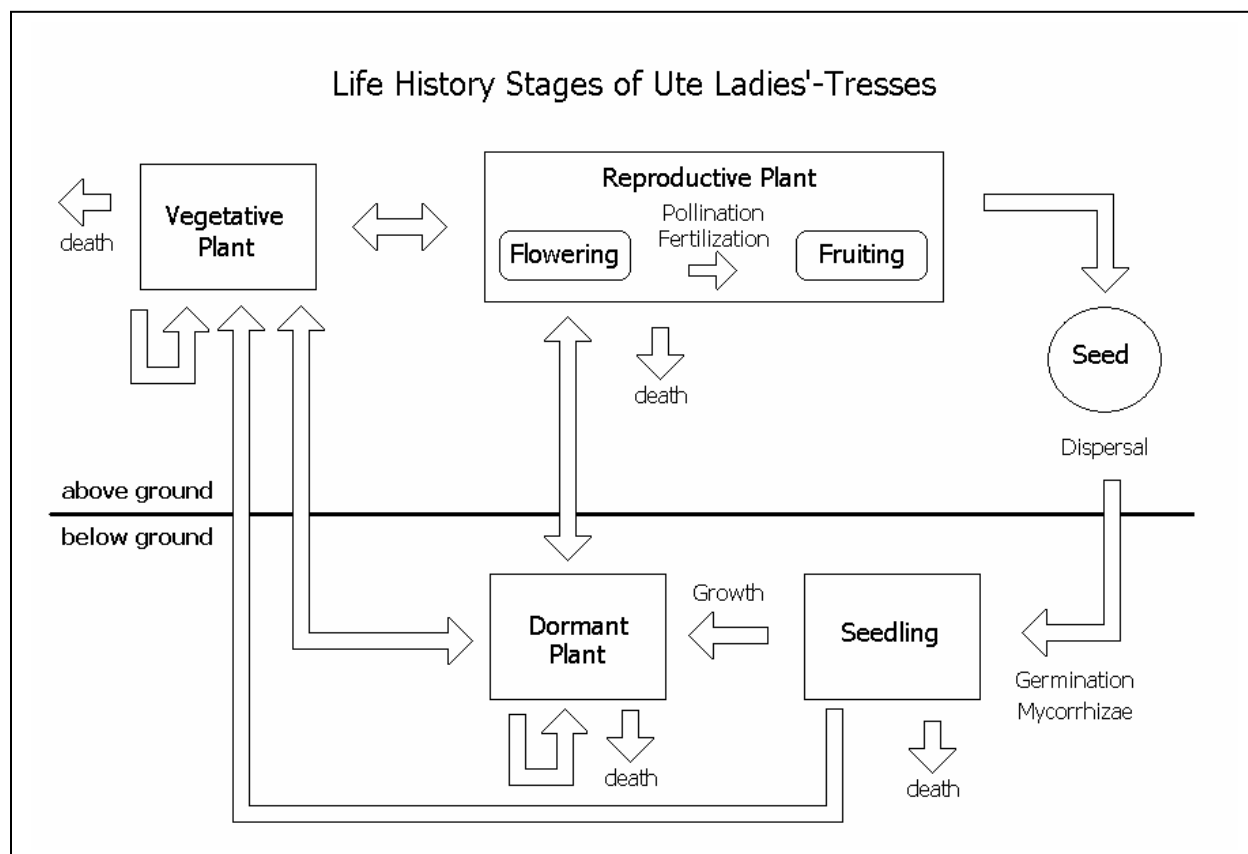 Life History Stages of Ute Ladies'-Tresses
Vegetative
Plant
death
Reproductive Plant
Pollination
Fertilization
Flowering
Fruiting
death
Seed
Dispersal
above ground
below ground
Dormant
Plant
Growth
Seedling
Germination
Mycorrhizae
death
death